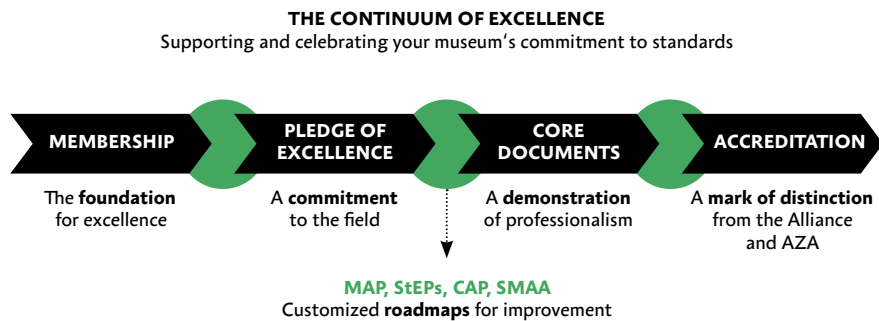 THE CONTINUUM OF EXCELLENCE
Supporting and celebrating your museum‘s commitment to standards
MEMBERSHIP
PLEDGE OF
EXCELLENCE
CORE
DOCUMENTS
ACCREDITATION
The foundation
for excellence
A commitment
to the field
A demonstration
of professionalism
A mark of distinction
from the Alliance
and AZA
MAP, StEPs, CAP, SMAA
Customized roadmaps for improvement